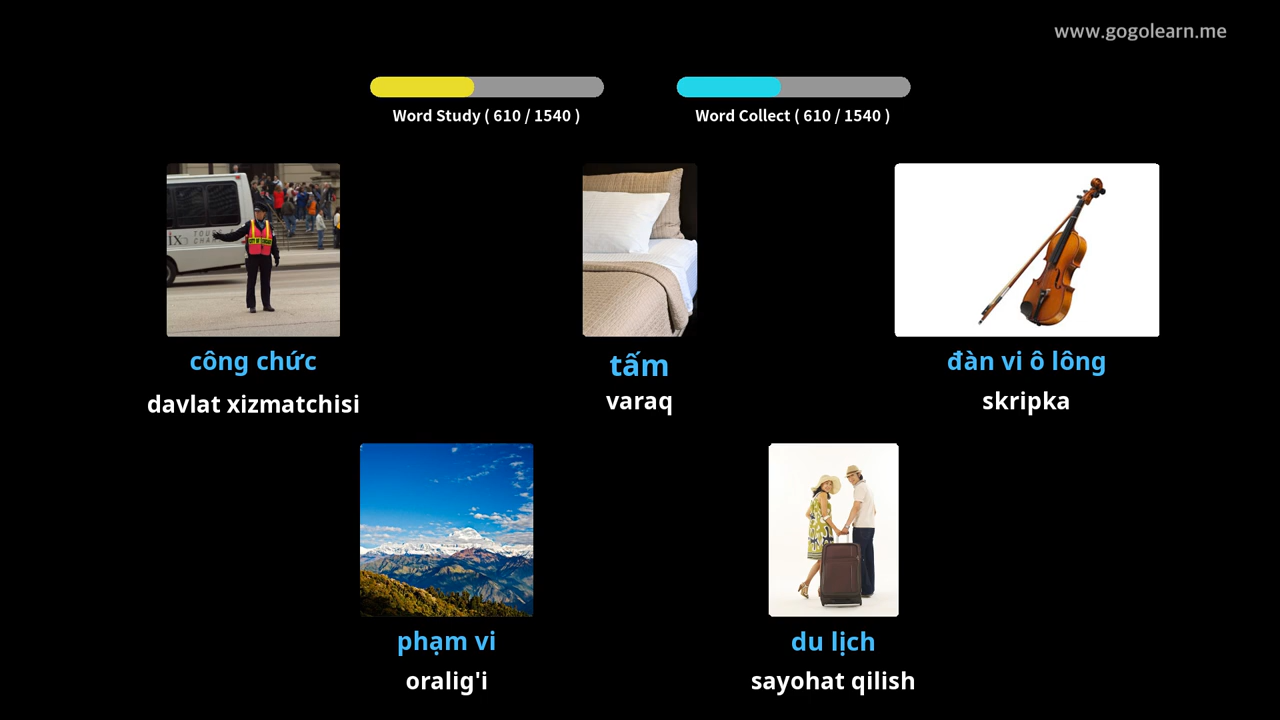 www.gogolearn.me
Word Study ( 610 / 1540 )
Word Collect ( 610 / 1540 )
công chức
davlat xizmatchisi
tấm
varaq
đàn vi ô lông
skripka
phạm vi
oralig'i
du lịch
sayohat qilish